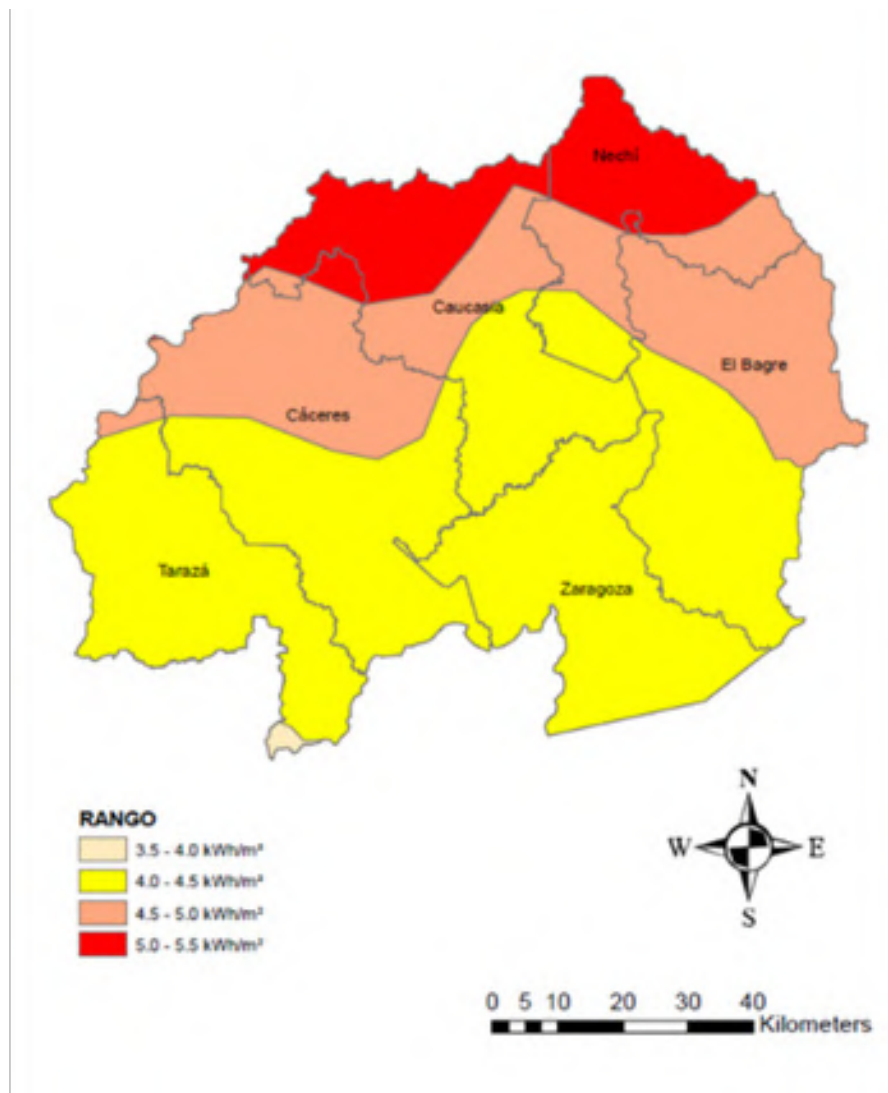 Nechí
Caucasia
El Bagre
Cáceres
Tarazá
Zaragoza
RANGO
3.5 - 4.0 kWh/m²
4.0 - 4.5 kWh/m²
4.5 - 5.0 kWh/m²
5.0 - 5.5 kWh/m²
N
W E
S
0 5 10 20 30 40
Kilometers